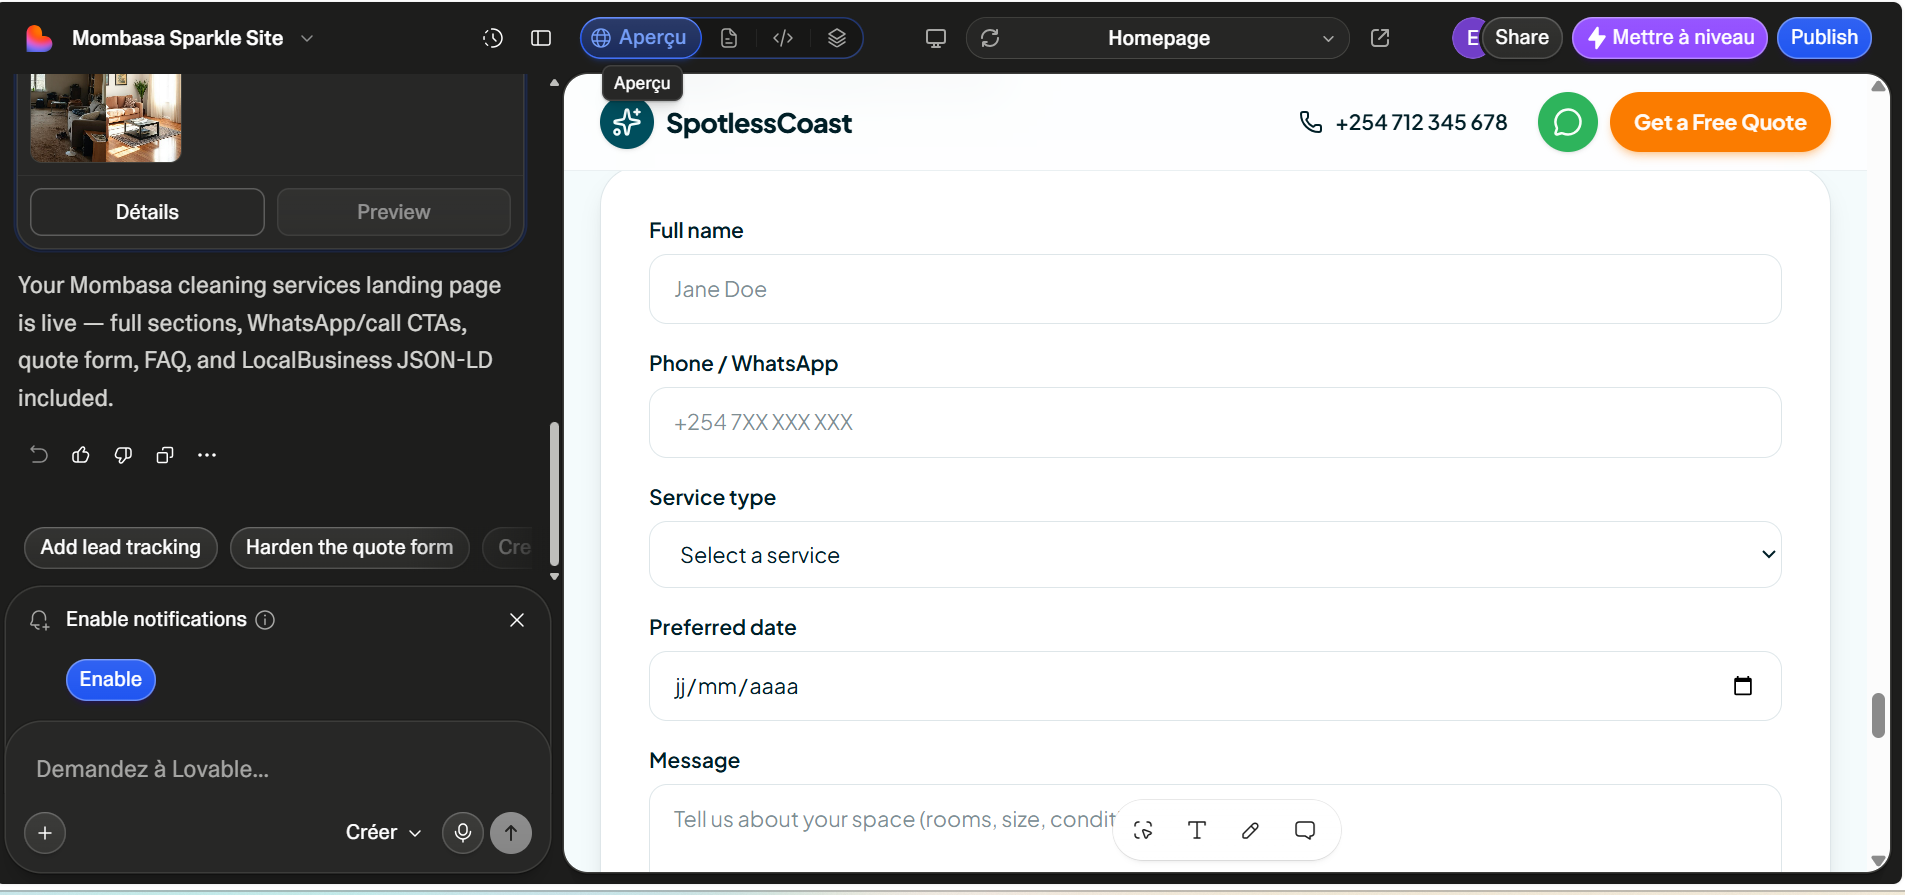 Mombasa Sparkle Site
Aperçu
Homepage
E
Share
Mettre à niveau
Publish
Aperçu
Détails
Preview
Your Mombasa cleaning services landing page
is live — full sections, WhatsApp/call CTAs,
quote form, FAQ, and LocalBusiness JSON-LD
included.
Add lead tracking
Harden the quote form
Cre
Enable notifications
Enable
Demandez à Lovable...
Créer
SpotlessCoast
+254 712 345 678
Get a Free Quote
Full name
Jane Doe
Phone / WhatsApp
+254 7XX XXX XXX
Service type
Select a service
Preferred date
jj/mm/aaaa
Message
Tell us about your space (rooms, size, condit